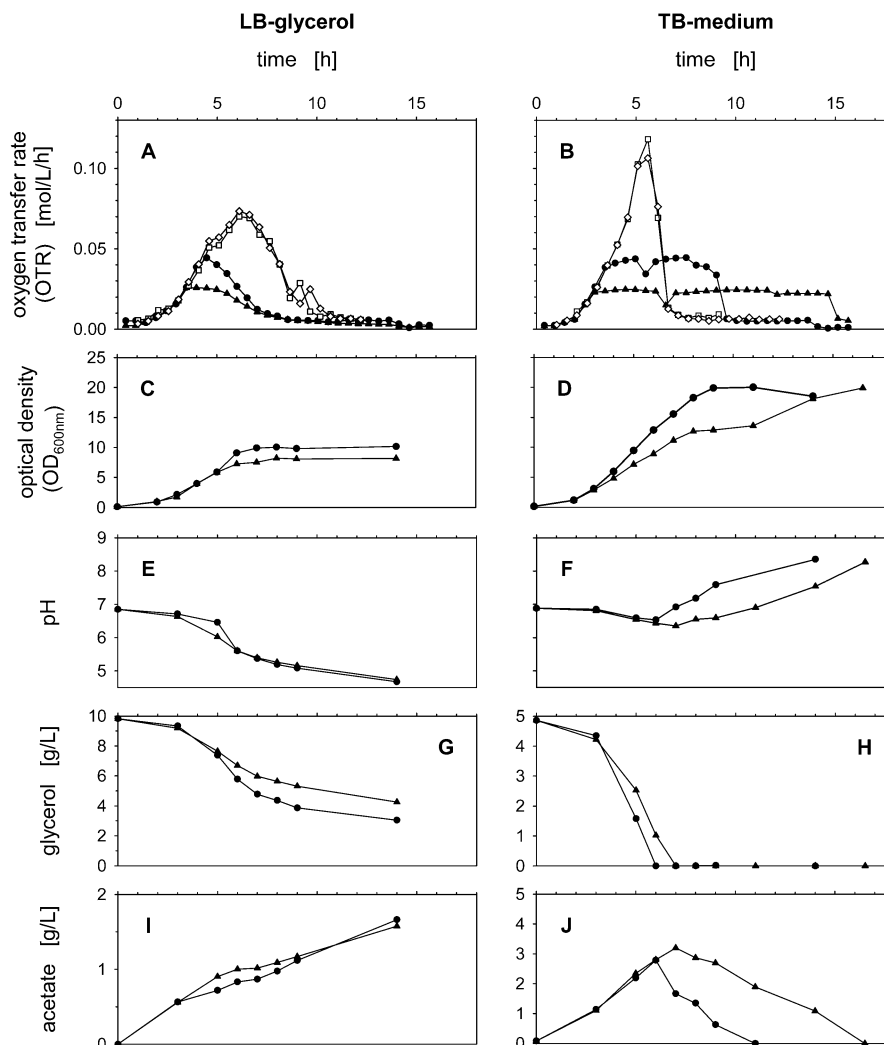 LB-glycerol TB-medium
time [h] time [h]
0 5 10 15 0 5 10 15
oxygen transfer rate
(OTR) [mol/L/h]
0.10
0.05
0.00
A B
optical density
(OD600nm)
25
20
15
10
5
0
C D
pH
9
8
7
6
5
E F
glycerol [g/L]
10
8
6
4
2
0
G
5
4
3
2
1
0
H
acetate [g/L]
2
1
0
I
5
4
3
2
1
0
J